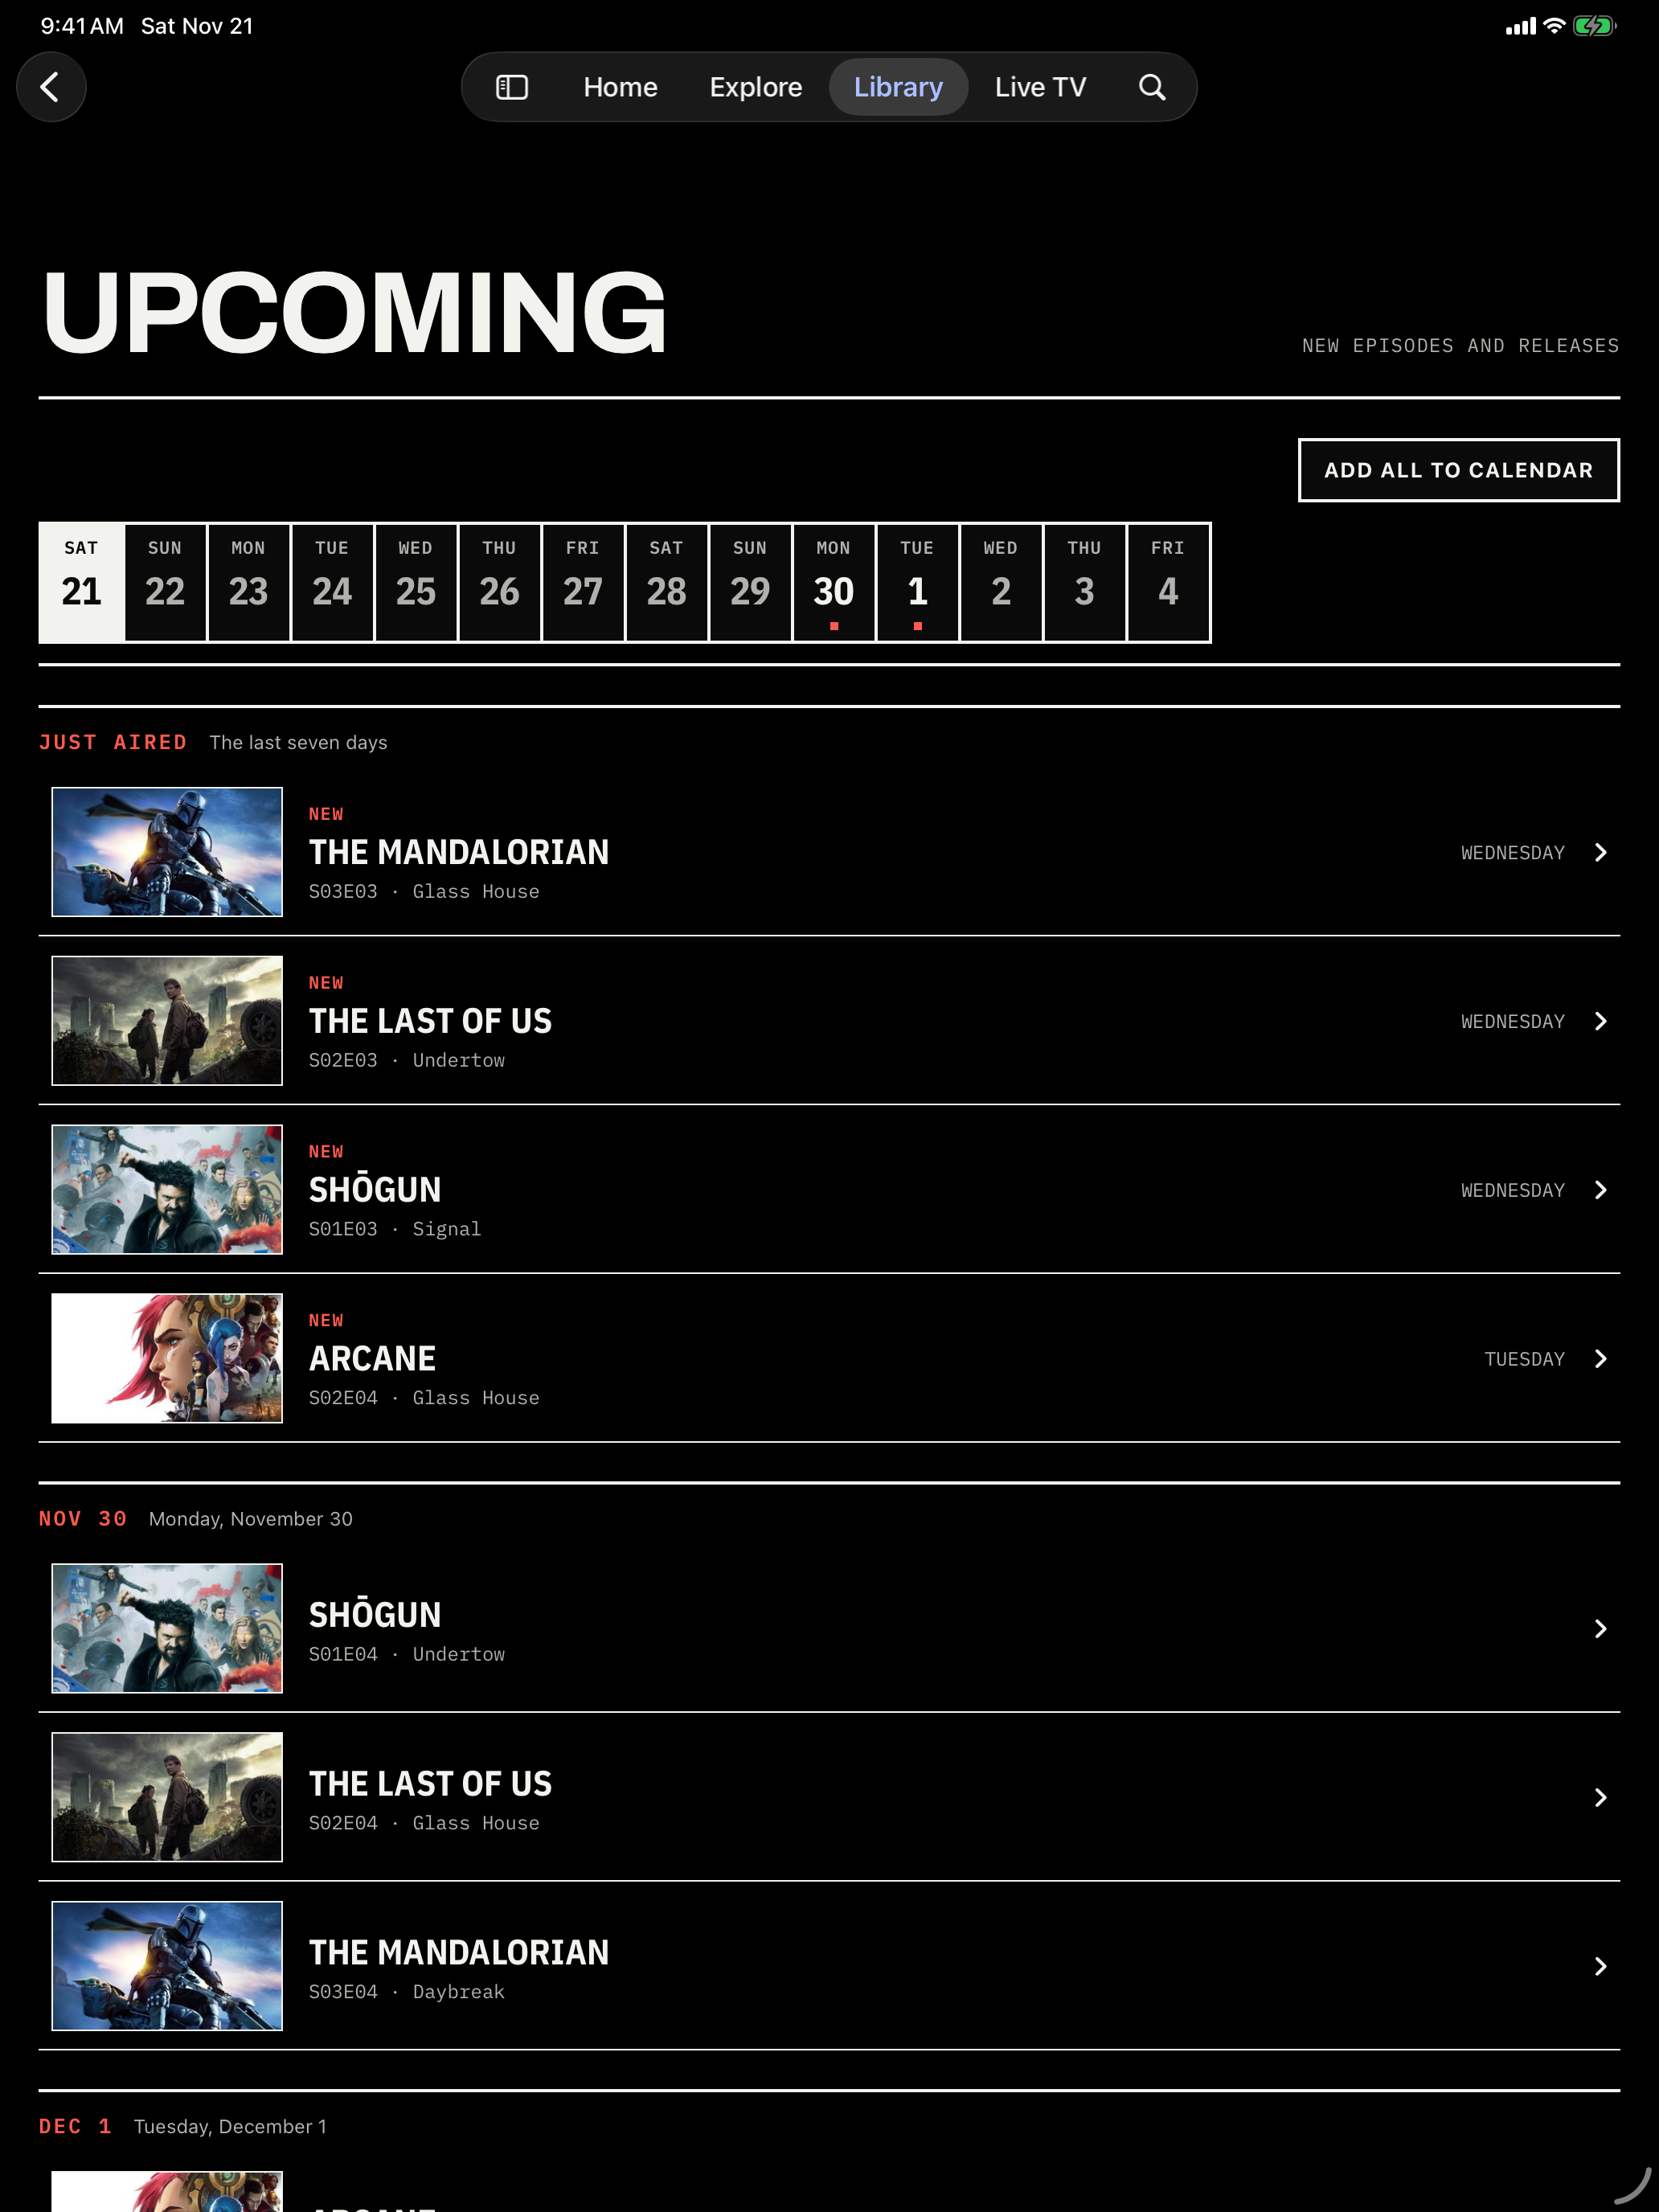 9:41 AM Sat Nov 21
Home Explore Library Live TV
UPCOMING
NEW EPISODES AND RELEASES
ADD ALL TO CALENDAR
SAT SUN MON TUE WED THU FRI SAT SUN MON TUE WED THU FRI
21 22 23 24 25 26 27 28 29 30 1 2 3 4
JUST AIRED The last seven days
NEW
THE MANDALORIAN
S03E03 · Glass House
WEDNESDAY
NEW
THE LAST OF US
S02E03 · Undertow
WEDNESDAY
NEW
SHŌGUN
S01E03 · Signal
WEDNESDAY
NEW
ARCANE
S02E04 · Glass House
TUESDAY
NOV 30 Monday, November 30
SHŌGUN
S01E04 · Undertow
THE LAST OF US
S02E04 · Glass House
THE MANDALORIAN
S03E04 · Daybreak
DEC 1 Tuesday, December 1